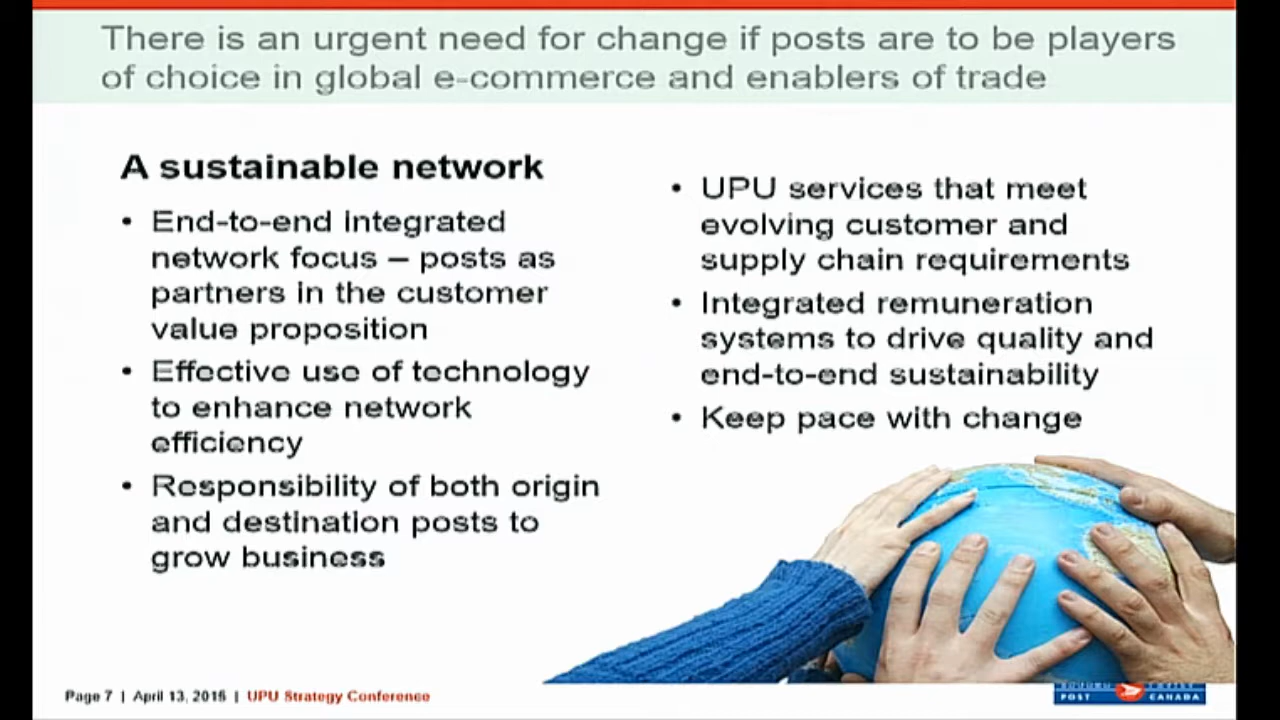 There is an urgent need for change if posts are to be players
of choice in global e-commerce and enablers of trade
A sustainable network
• End-to-end integrated
network focus – posts as
partners in the customer
value proposition
• Effective use of technology
to enhance network
efficiency
• Responsibility of both origin
and destination posts to
grow business
• UPU services that meet
evolving customer and
supply chain requirements
• Integrated remuneration
systems to drive quality and
end-to-end sustainability
• Keep pace with change
Page 7 | April 13, 2015 | UPU Strategy Conference
POST CANADA